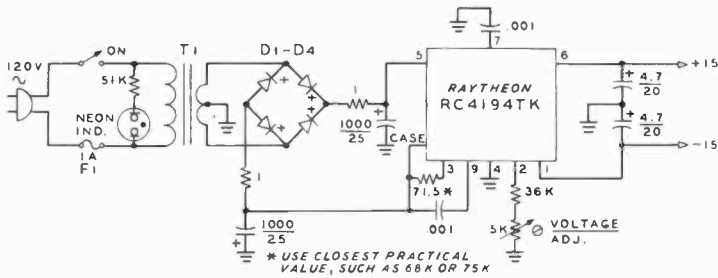 120V
ON
51K
NEON
IND.
1A
F1
T1
D1-D4
+
+
+
+
1
1
+
1000
25
CASE
+
1000
25
.001
7
5
6
RAYTHEON
RC4194TK
3
9
4
2
1
71.5*
.001
36K
5K
VOLTAGE
ADJ.
+
4.7
20
+
4.7
20
+15
-15
* USE CLOSEST PRACTICAL
VALUE, SUCH AS 68K OR 75K